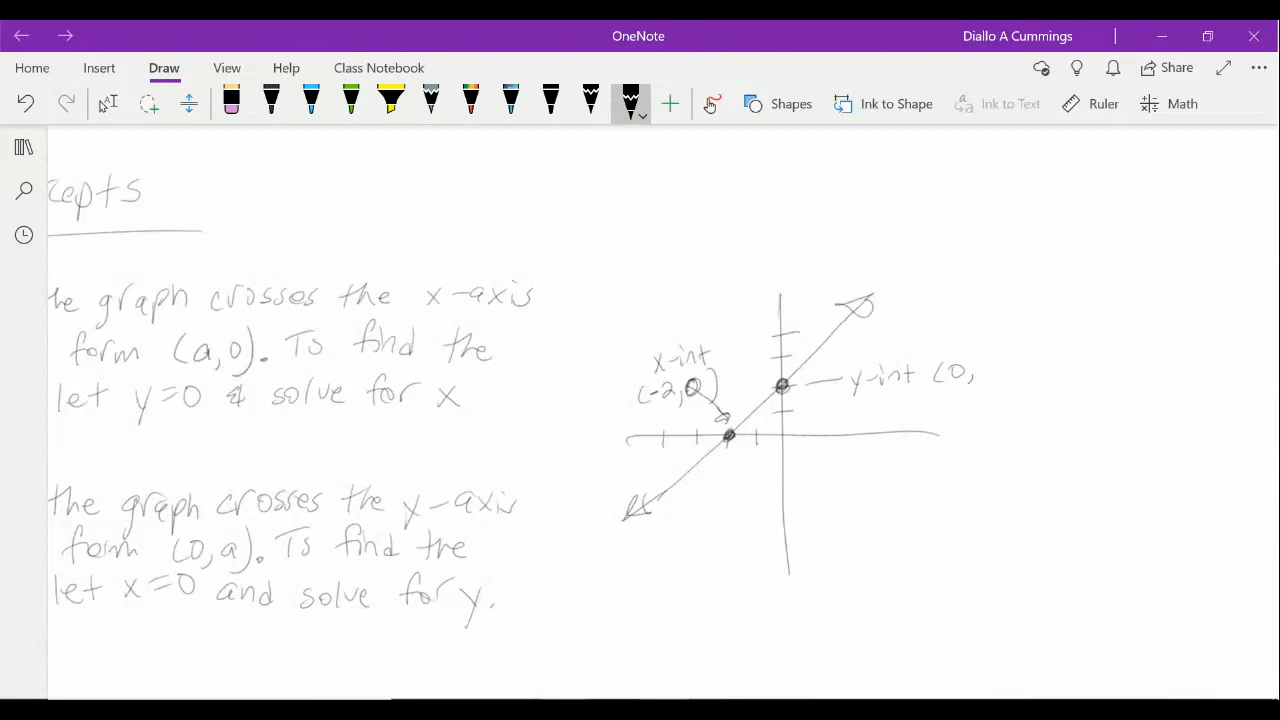 OneNote
Diallo A Cummings
Home Insert Draw View Help Class Notebook Share
Shapes Ink to Shape Ink to Text Ruler Math
cepts
he graph crosses the x-axis
form (a,0). To find the
let y=0 & solve for x
the graph crosses the y-axis
form (0,a). To find the
let x=0 and solve for y.
x-int
(-2,0)
y-int (0,